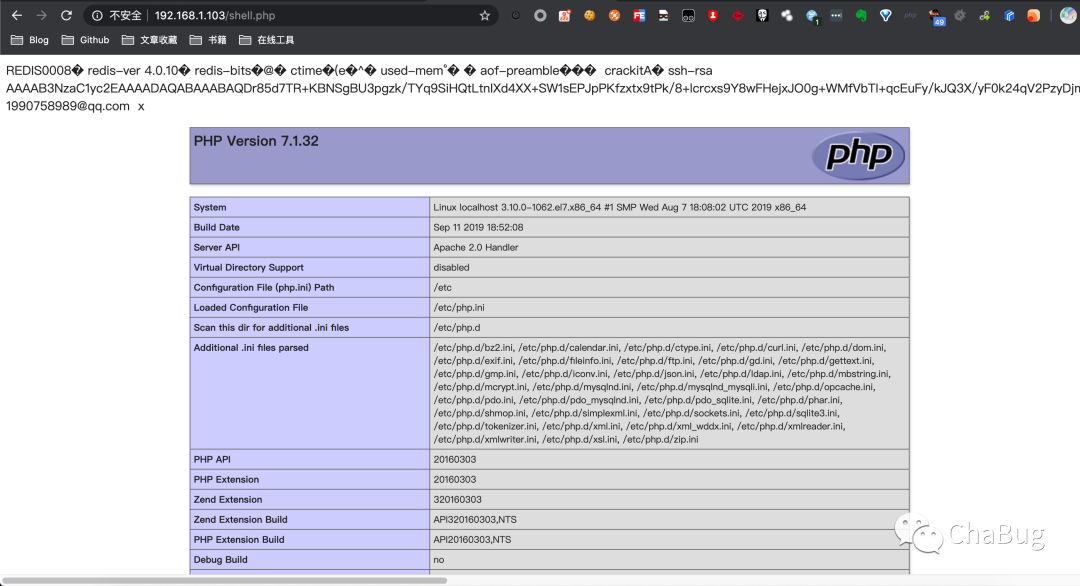 不安全 192.168.1.103/shell.php
1
49
Blog Github 文章收藏 书籍 在线工具
REDIS0008� redis-ver 4.0.10� redis-bits�@� ctime�(e�^� used-mem°� � aof-preamble��� crackitA� ssh-rsa
AAAAB3NzaC1yc2EAAAADAQABAAABAQDr85d7TR+KBNSgBU3pgzk/TYq9SiHQtLtnlXd4XX+SW1sEPJpPKfzxtx9tPk/8+lcrcxs9Y8wFHejxJO0g+WMfVbTl+qcEuFy/kJQ3X/yF0k24qV2PzyDjn
1990758989@qq.com x
PHP Version 7.1.32
php
System Linux localhost 3.10.0-1062.el7.x86_64 #1 SMP Wed Aug 7 18:08:02 UTC 2019 x86_64
Build Date Sep 11 2019 18:52:08
Server API Apache 2.0 Handler
Virtual Directory Support disabled
Configuration File (php.ini) Path /etc
Loaded Configuration File /etc/php.ini
Scan this dir for additional .ini files /etc/php.d
Additional .ini files parsed /etc/php.d/bz2.ini, /etc/php.d/calendar.ini, /etc/php.d/ctype.ini, /etc/php.d/curl.ini, /etc/php.d/dom.ini,
/etc/php.d/exif.ini, /etc/php.d/fileinfo.ini, /etc/php.d/ftp.ini, /etc/php.d/gd.ini, /etc/php.d/gettext.ini,
/etc/php.d/gmp.ini, /etc/php.d/iconv.ini, /etc/php.d/json.ini, /etc/php.d/ldap.ini, /etc/php.d/mbstring.ini,
/etc/php.d/mcrypt.ini, /etc/php.d/mysqlnd.ini, /etc/php.d/mysqlnd_mysqli.ini, /etc/php.d/opcache.ini,
/etc/php.d/pdo.ini, /etc/php.d/pdo_mysqlnd.ini, /etc/php.d/pdo_sqlite.ini, /etc/php.d/phar.ini,
/etc/php.d/shmop.ini, /etc/php.d/simplexml.ini, /etc/php.d/sockets.ini, /etc/php.d/sqlite3.ini,
/etc/php.d/tokenizer.ini, /etc/php.d/xml.ini, /etc/php.d/xml_wddx.ini, /etc/php.d/xmlreader.ini,
/etc/php.d/xmlwriter.ini, /etc/php.d/xsl.ini, /etc/php.d/zip.ini
PHP API 20160303
PHP Extension 20160303
Zend Extension 320160303
Zend Extension Build API320160303,NTS
PHP Extension Build API20160303,NTS
Debug Build no
ChaBug